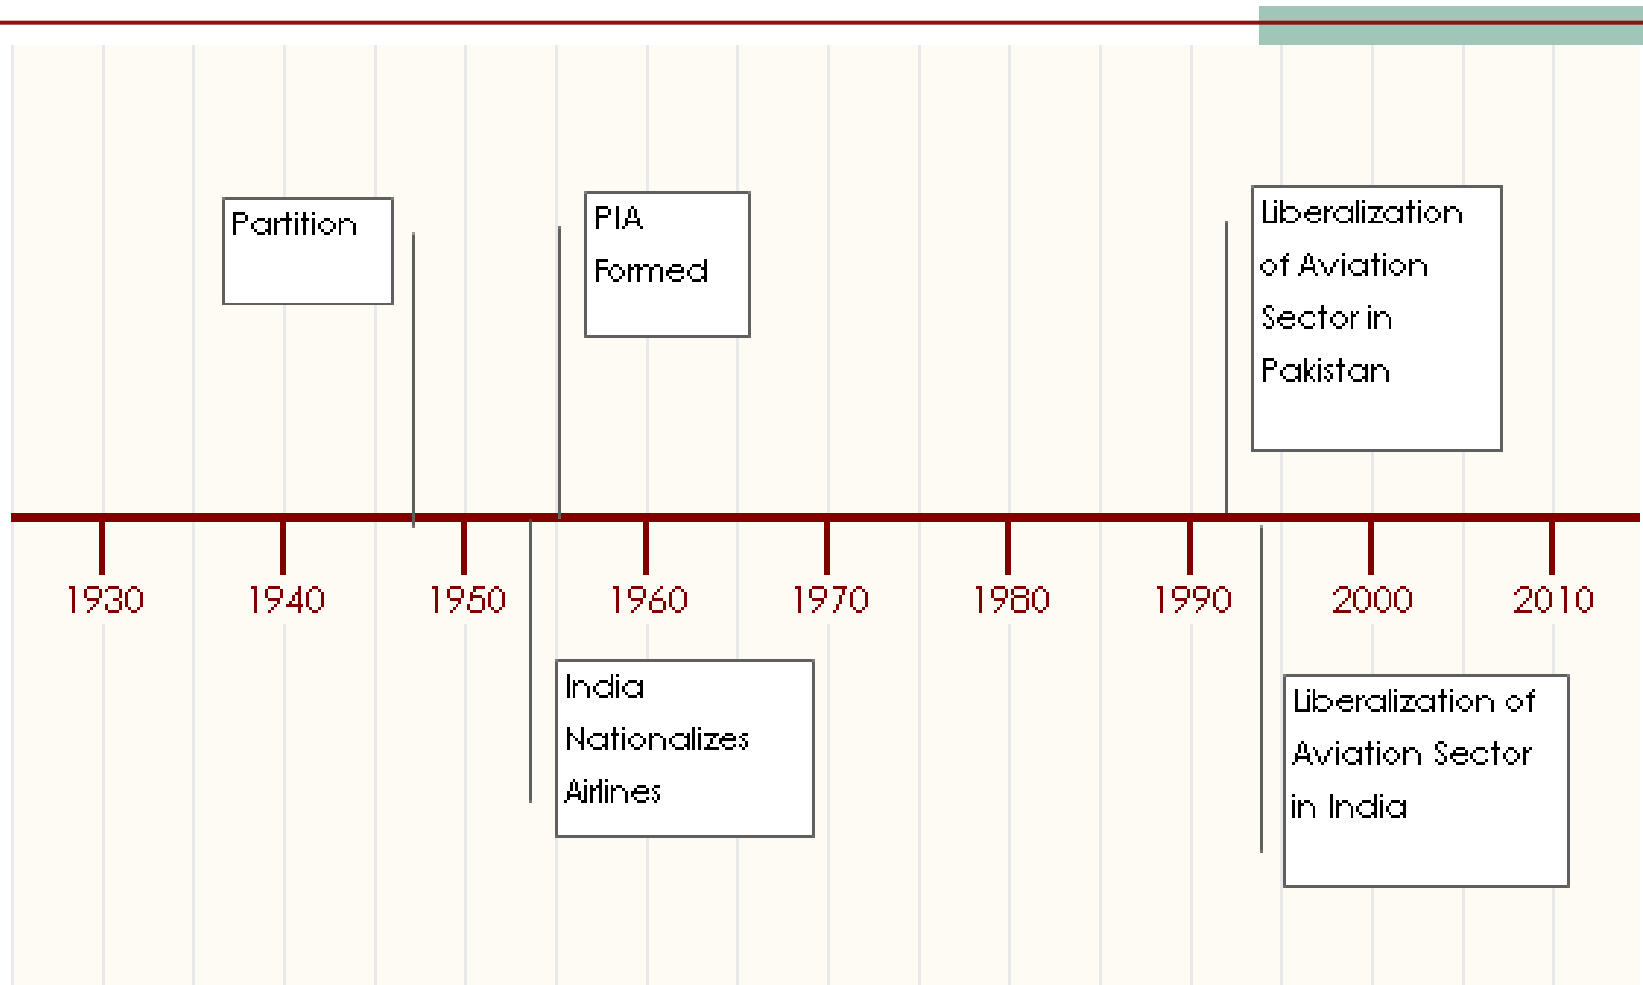 Partition
PIA
Formed
Liberalization
of Aviation
Sector in
Pakistan
1930 1940 1950 1960 1970 1980 1990 2000 2010
India
Nationalizes
Airlines
Liberalization of
Aviation Sector
in India